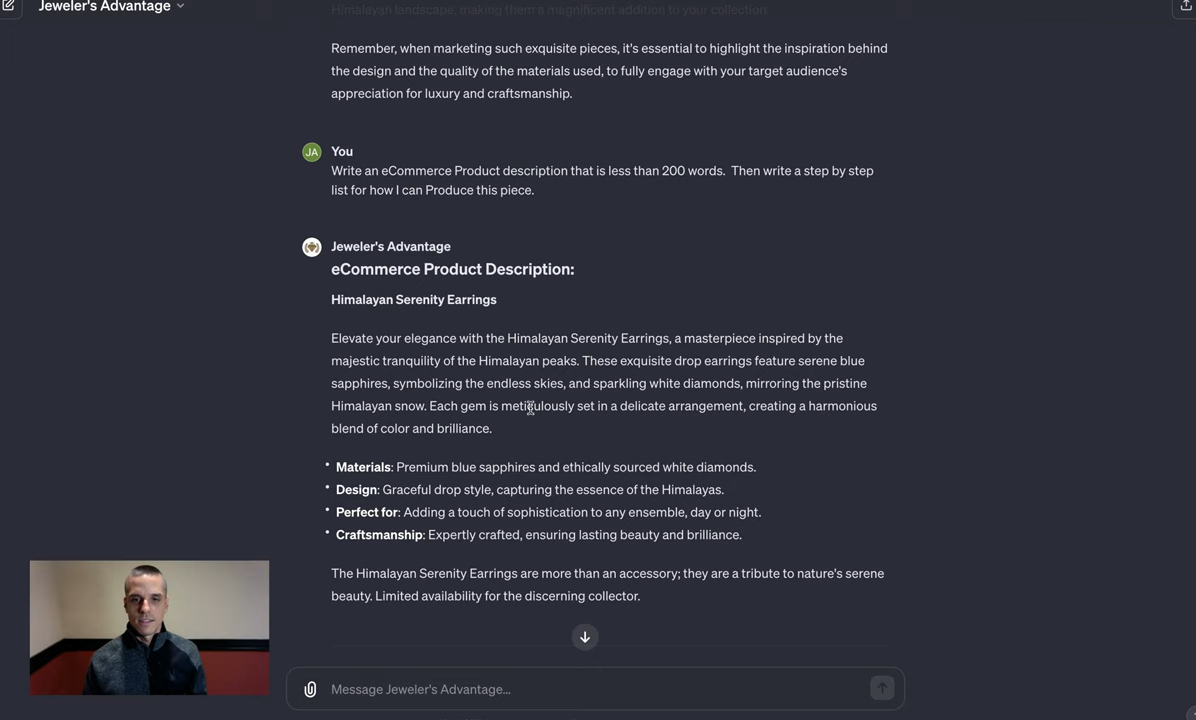 Jeweler's Advantage
Himalayan landscape, making them a magnificent addition to your collection.
Remember, when marketing such exquisite pieces, it's essential to highlight the inspiration behind
the design and the quality of the materials used, to fully engage with your target audience's
appreciation for luxury and craftsmanship.
JA
You
Write an eCommerce Product description that is less than 200 words.  Then write a step by step
list for how I can Produce this piece.
Jeweler's Advantage
eCommerce Product Description:
Himalayan Serenity Earrings
Elevate your elegance with the Himalayan Serenity Earrings, a masterpiece inspired by the
majestic tranquility of the Himalayan peaks. These exquisite drop earrings feature serene blue
sapphires, symbolizing the endless skies, and sparkling white diamonds, mirroring the pristine
Himalayan snow. Each gem is meticulously set in a delicate arrangement, creating a harmonious
blend of color and brilliance.
• Materials: Premium blue sapphires and ethically sourced white diamonds.
• Design: Graceful drop style, capturing the essence of the Himalayas.
• Perfect for: Adding a touch of sophistication to any ensemble, day or night.
• Craftsmanship: Expertly crafted, ensuring lasting beauty and brilliance.
The Himalayan Serenity Earrings are more than an accessory; they are a tribute to nature's serene
beauty. Limited availability for the discerning collector.
Message Jeweler's Advantage...